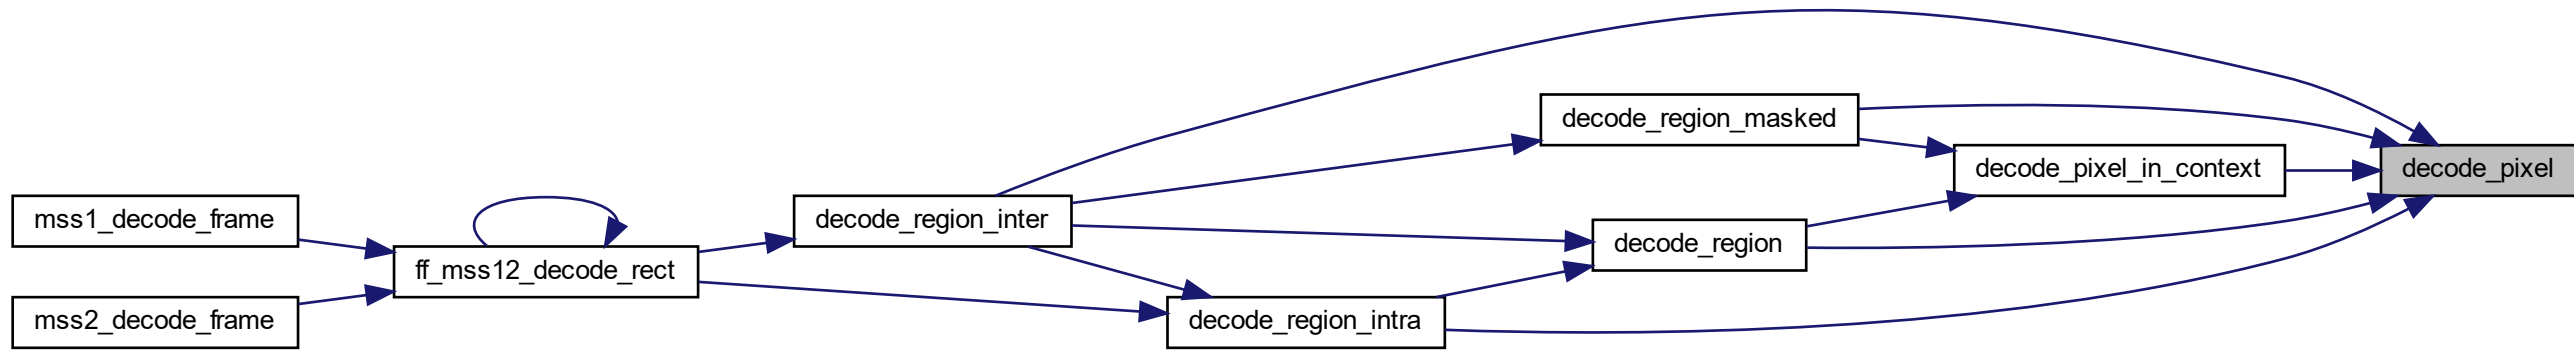 mss1_decode_frame
mss2_decode_frame
ff_mss12_decode_rect
decode_region_inter
decode_region_intra
decode_region_masked
decode_region
decode_pixel_in_context
decode_pixel